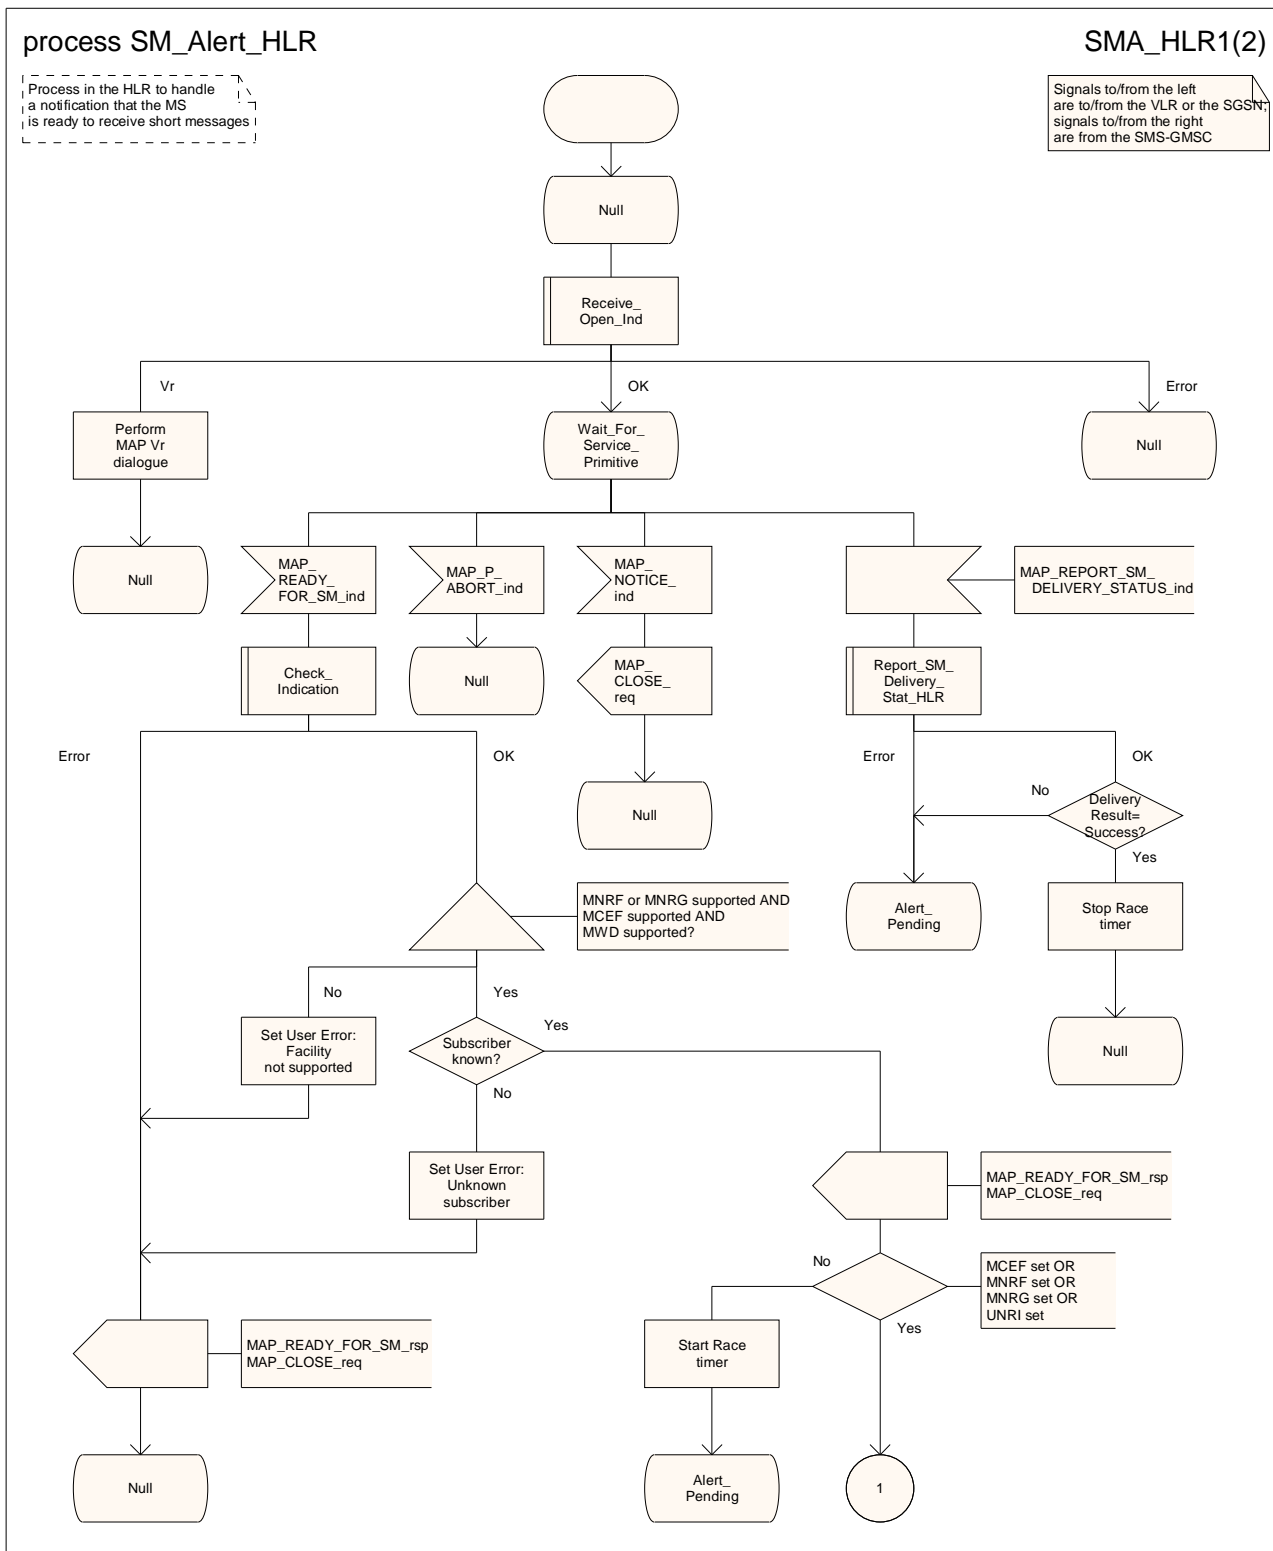 process SM_Alert_HLR
SMA_HLR1(2)
Process in the HLR to handle
a notification that the MS
is ready to receive short messages
Signals to/from the left
are to/from the VLR or the SGSN;
signals to/from the right
are from the SMS-GMSC
Null
Receive_
Open_Ind
Vr
OK
Error
Perform
MAP Vr
dialogue
Wait_For_
Service_
Primitive
Null
Null
MAP_
READY_
FOR_SM_ind
MAP_P_
ABORT_ind
MAP_
NOTICE_
ind
MAP_REPORT_SM_
DELIVERY_STATUS_ind
Check_
Indication
Null
MAP_
CLOSE_
req
Report_SM_
Delivery_
Stat_HLR
Error
OK
Error
OK
Null
No
Delivery
Result=
Success?
Yes
MNRF or MNRG supported AND
MCEF supported AND
MWD supported?
Alert_
Pending
Stop Race
timer
No
Yes
Set User Error:
Facility
not supported
Subscriber
known?
Yes
No
Null
Set User Error:
Unknown
subscriber
MAP_READY_FOR_SM_rsp
MAP_CLOSE_req
No
MCEF set OR
MNRF set OR
MNRG set OR
UNRI set
Yes
MAP_READY_FOR_SM_rsp
MAP_CLOSE_req
Start Race
timer
Null
Alert_
Pending
1